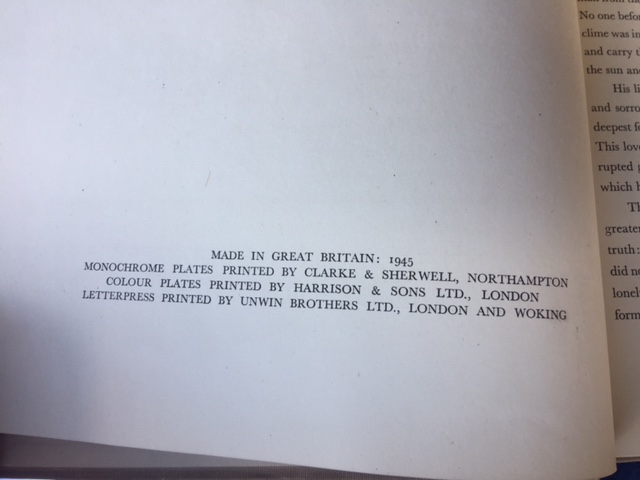 MADE IN GREAT BRITAIN: 1945
MONOCHROME PLATES PRINTED BY CLARKE & SHERWELL, NORTHAMPTON
COLOUR PLATES PRINTED BY HARRISON & SONS LTD., LONDON
LETTERPRESS PRINTED BY UNWIN BROTHERS LTD., LONDON AND WOKING
No one befo
clime was in
and carry t
the sun an
His li
and sorro
deepest f
This lov
rupted g
which h
Th
greate
truth:
did n
lonel
form